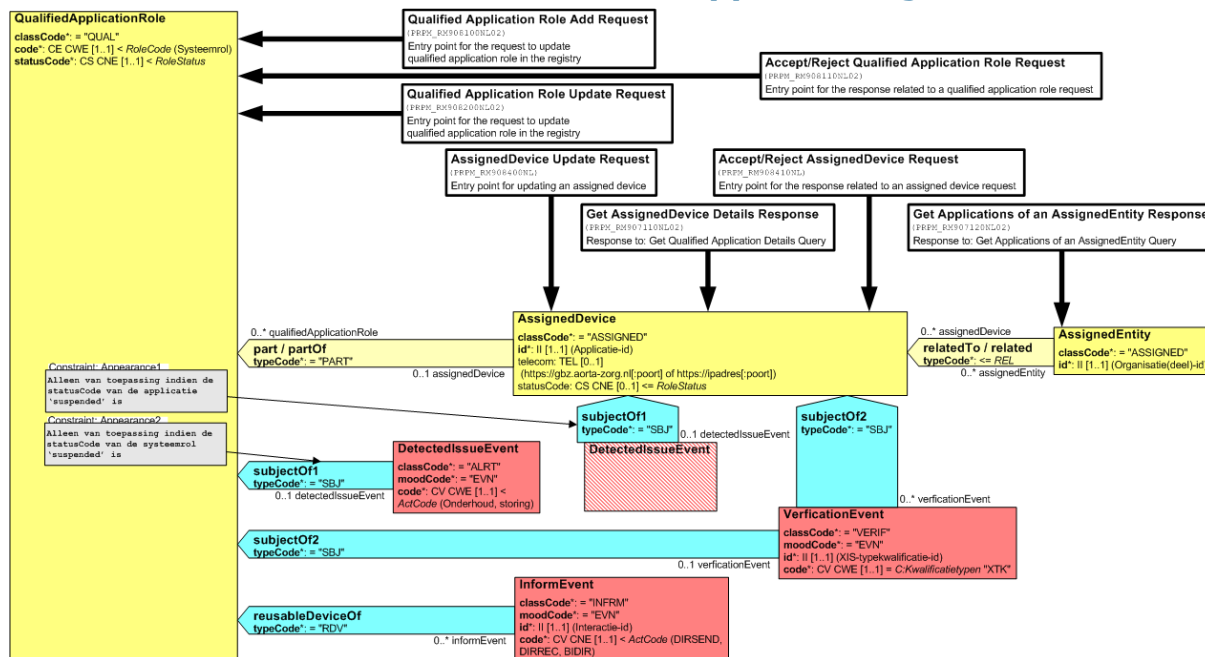 QualifiedApplicationRole
classCode*: = "QUAL"
code*: CE CWE [1..1] < RoleCode (Systeemrol)
statusCode*: CS CNE [1..1] < RoleStatus
Qualified Application Role Add Request
(PRPM_RM908100NL02)
Entry point for the request to update
qualified application role in the registry
Accept/Reject Qualified Application Role Request
(PRPM_RM908110NL02)
Entry point for the response related to a qualified application role request
Qualified Application Role Update Request
(PRPM_RM908200NL02)
Entry point for the request to update
qualified application role in the registry
AssignedDevice Update Request
(PRPM_RM908400NL)
Entry point for updating an assigned device
Accept/Reject AssignedDevice Request
(PRPM_RM908410NL)
Entry point for the response related to an assigned device request
Get AssignedDevice Details Response
(PRPM_RM907110NL02)
Response to: Get Qualified Application Details Query
Get Applications of an AssignedEntity Response
(PRPM_RM907120NL02)
Response to: Get Applications of an AssignedEntity Query
0..* qualifiedApplicationRole
part / partOf
typeCode*: = "PART"
0..1 assignedDevice
AssignedDevice
classCode*: = "ASSIGNED"
id*: II [1..1] (Applicatie-id)
telecom: TEL [0..1]
(https://gbz.aorta-zorg.nl[:poort] of https://ipadres[:poort])
statusCode: CS CNE [0..1] <= RoleStatus
0..* assignedDevice
relatedTo / related
typeCode*: <= REL
0..* assignedEntity
AssignedEntity
classCode*: = "ASSIGNED"
id*: II [1..1] (Organisatie(deel)-id)
Constraint: Appearance1
Alleen van toepassing indien de
statusCode van de applicatie
'suspended' is
Constraint: Appearance2
Alleen van toepassing indien de
statusCode van de systeemrol
'suspended' is
subjectOf1
typeCode*: = "SBJ"
0..1 detectedIssueEvent
DetectedIssueEvent
subjectOf2
typeCode*: = "SBJ"
0..* verficationEvent
subjectOf1
typeCode*: = "SBJ"
0..1 detectedIssueEvent
DetectedIssueEvent
classCode*: = "ALRT"
moodCode*: = "EVN"
code*: CV CWE [1..1] <
ActCode (Onderhoud, storing)
subjectOf2
typeCode*: = "SBJ"
0..1 verficationEvent
VerficationEvent
classCode*: = "VERIF"
moodCode*: = "EVN"
id*: II [1..1] (XIS-typekwalificatie-id)
code*: CV CWE [1..1] = C:Kwalificatietypen "XTK"
reusableDeviceOf
typeCode*: = "RDV"
0..* informEvent
InformEvent
classCode*: = "INFRM"
moodCode*: = "EVN"
id*: II [1..1] (Interactie-id)
code*: CV CNE [1..1] < ActCode (DIRSEND,
DIRREC, BIDIR)